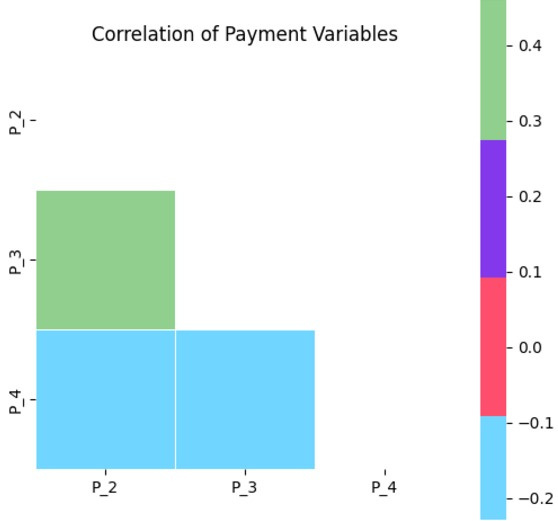 Correlation of Payment Variables
P_2
P_3
P_4
P_2 P_3 P_4
0.4
0.3
0.2
0.1
0.0
−0.1
−0.2